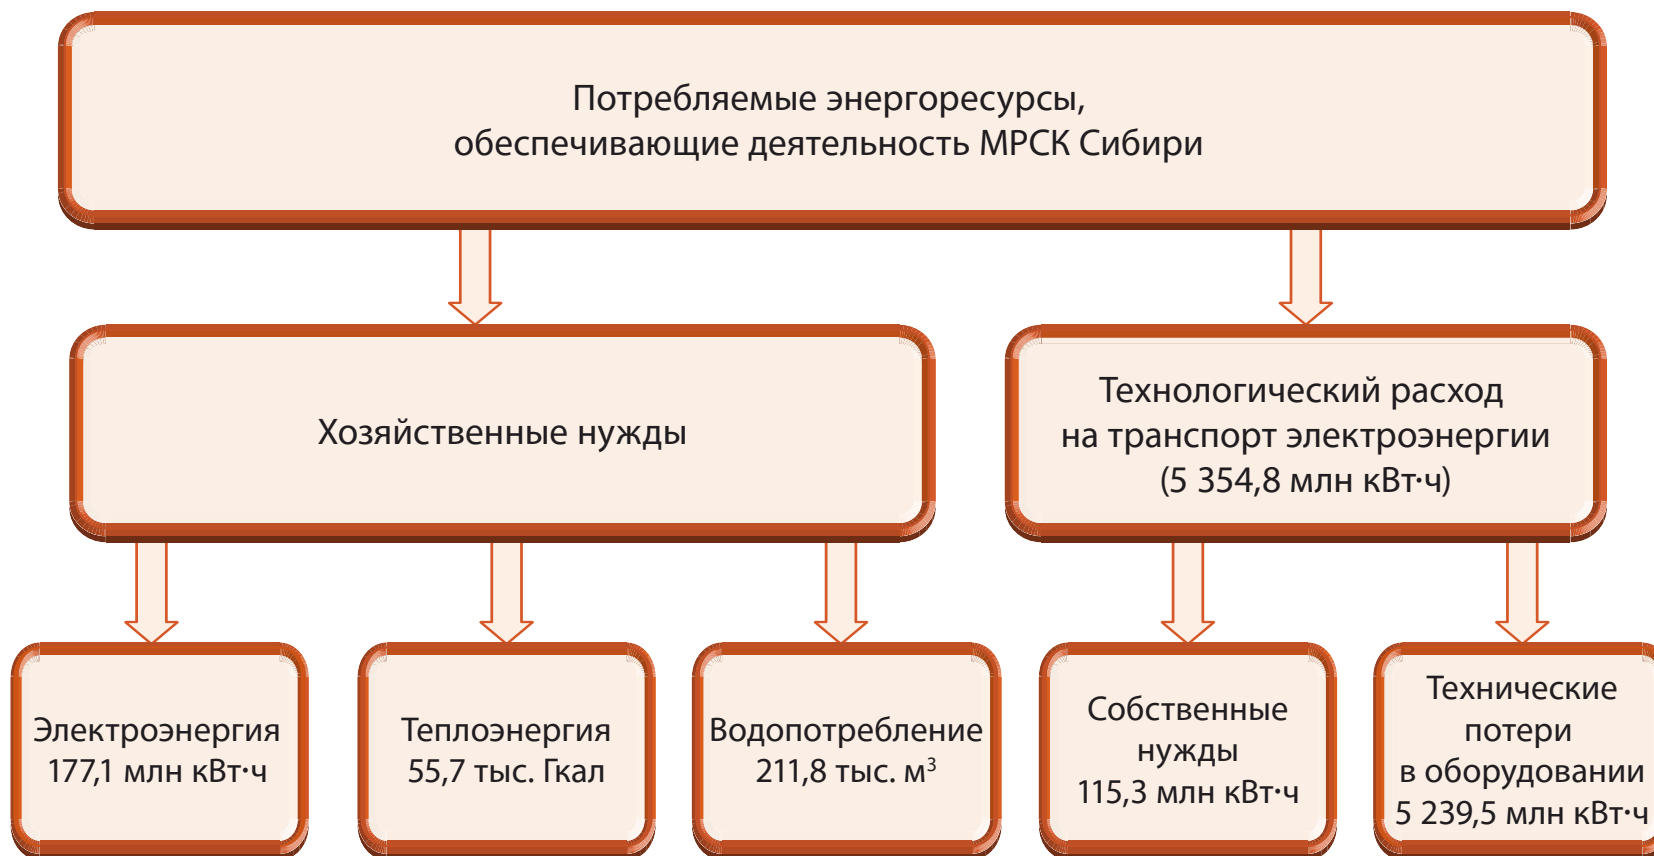 Потребляемые энергоресурсы,
обеспечивающие деятельность МРСК Сибири
Хозяйственные нужды
Технологический расход
на транспорт электроэнергии
(5 354,8 млн кВт·ч)
Электроэнергия
177,1 млн кВт·ч
Теплоэнергия
55,7 тыс. Гкал
Водопотребление
211,8 тыс. м³
Собственные
нужды
115,3 млн кВт·ч
Технические
потери
в оборудовании
5 239,5 млн кВт·ч